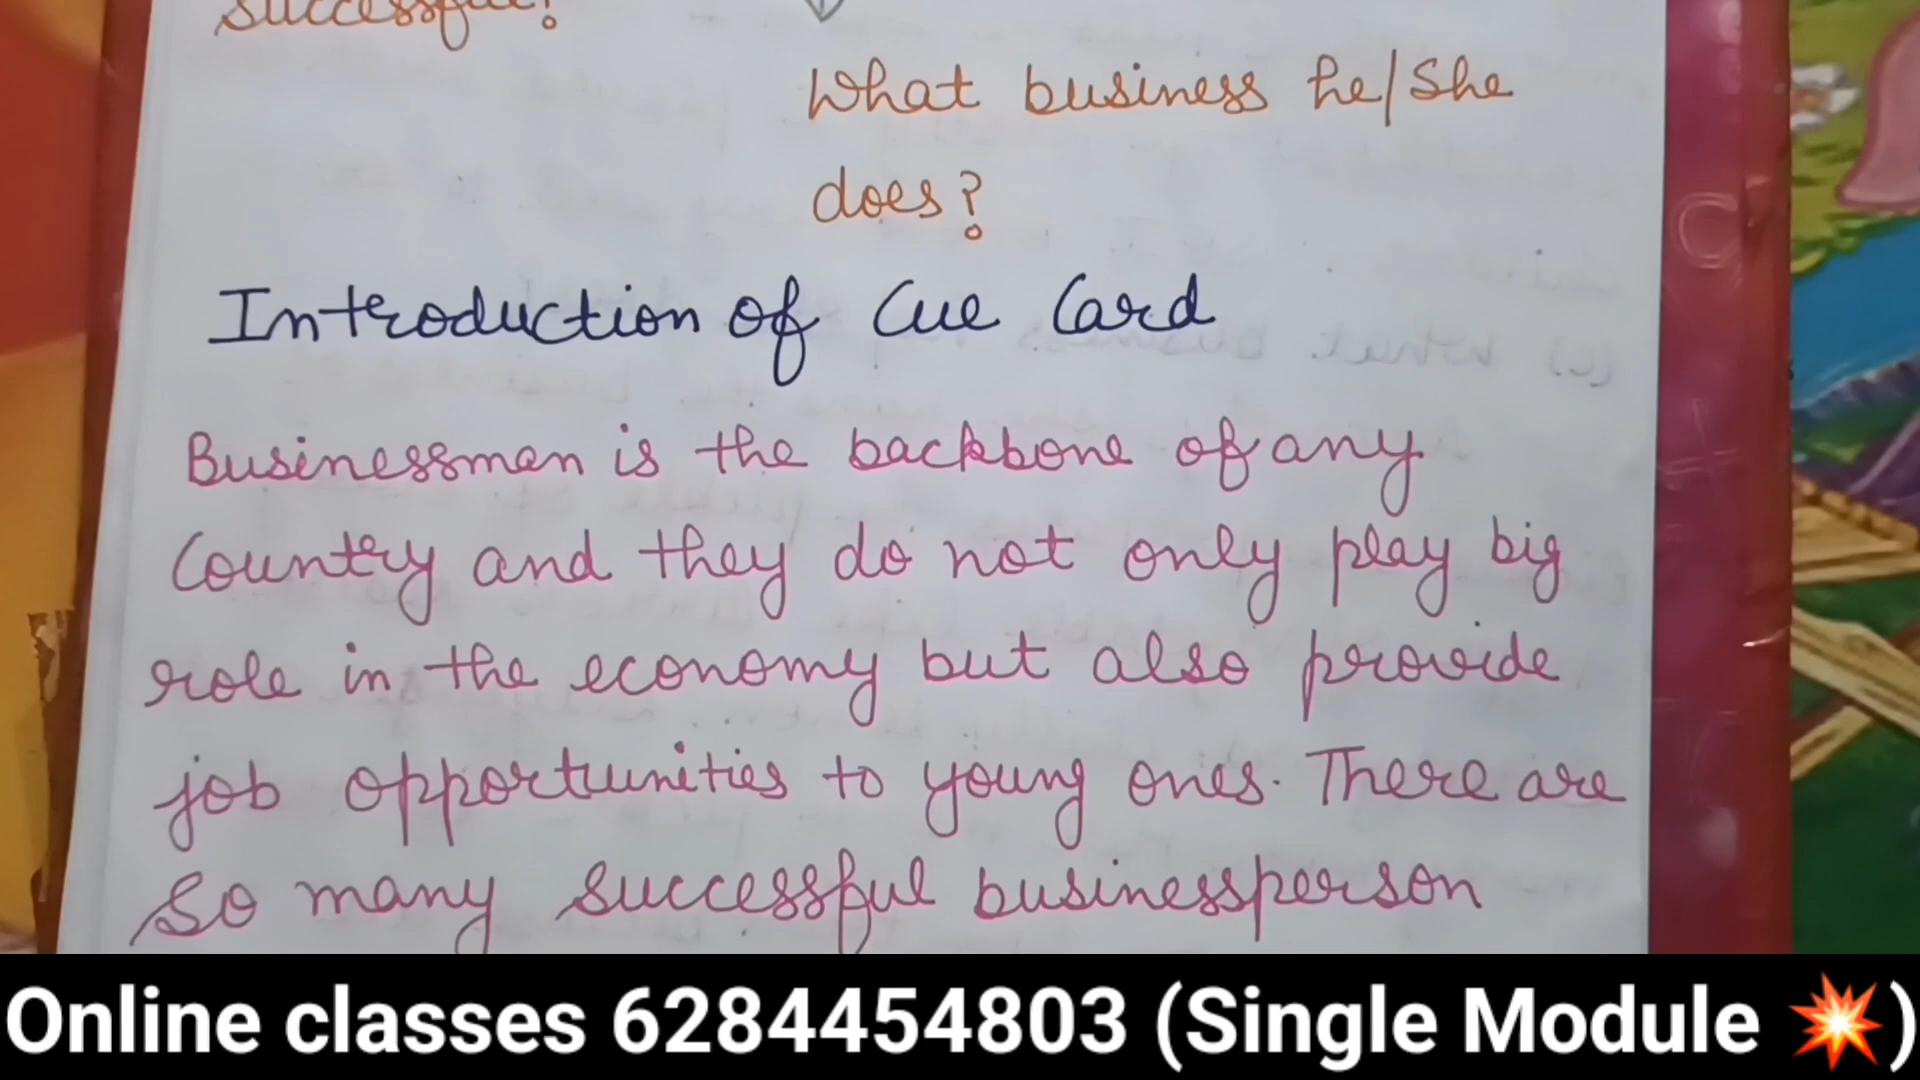 successful?
What business he/She
does?
Introduction of Cue Card
Businessman is the backbone of any
Country and they do not only play big
role in the economy but also provide
job opportunities to young ones. There are
So many successful businessperson
Online classes 6284454803 (Single Module 💥)